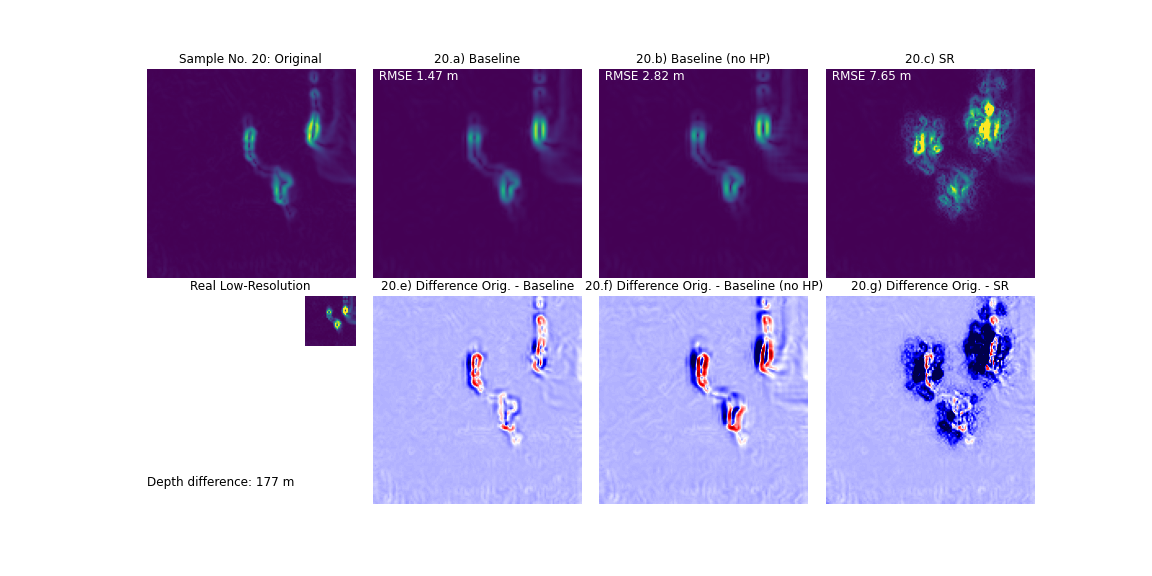 Sample No. 20: Original
20.a) Baseline
20.b) Baseline (no HP)
20.c) SR
RMSE 1.47 m
RMSE 2.82 m
RMSE 7.65 m
Real Low-Resolution
20.e) Difference Orig. - Baseline
20.f) Difference Orig. - Baseline (no HP)
20.g) Difference Orig. - SR
Depth difference: 177 m